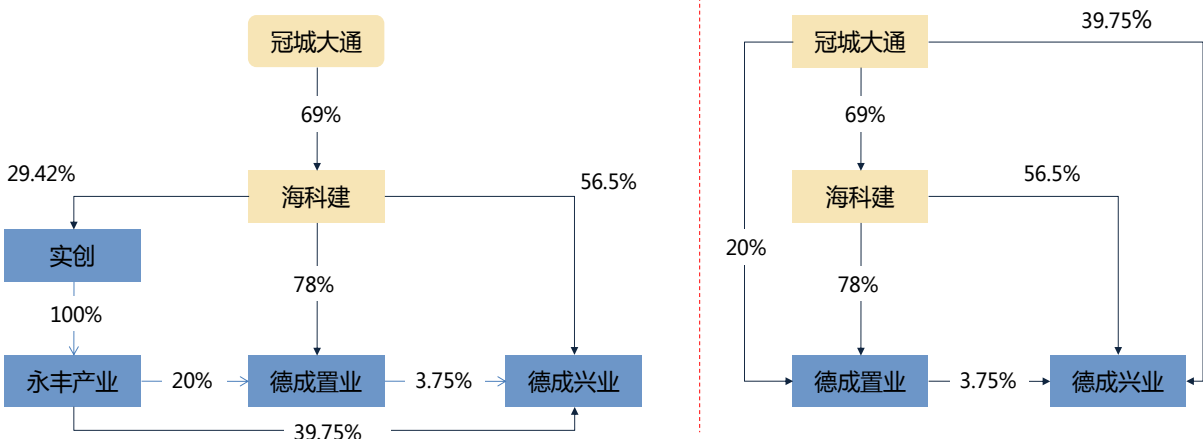 冠城大通
69%
29.42%
海科建
56.5%
实创
78%
100%
永丰产业
20%
德成置业
3.75%
德成兴业
39.75%
冠城大通
39.75%
69%
海科建
56.5%
20%
78%
德成置业
3.75%
德成兴业